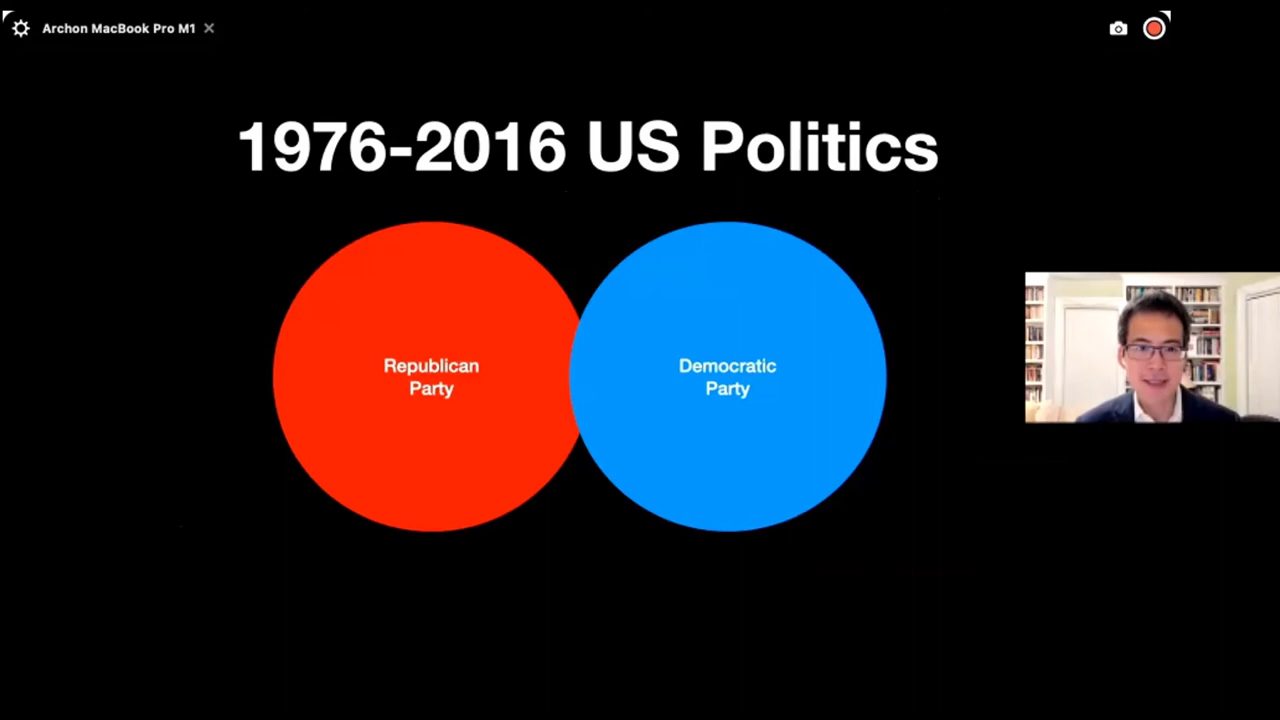 Archon MacBook Pro M1
1976-2016 US Politics
Republican
Party
Democratic
Party